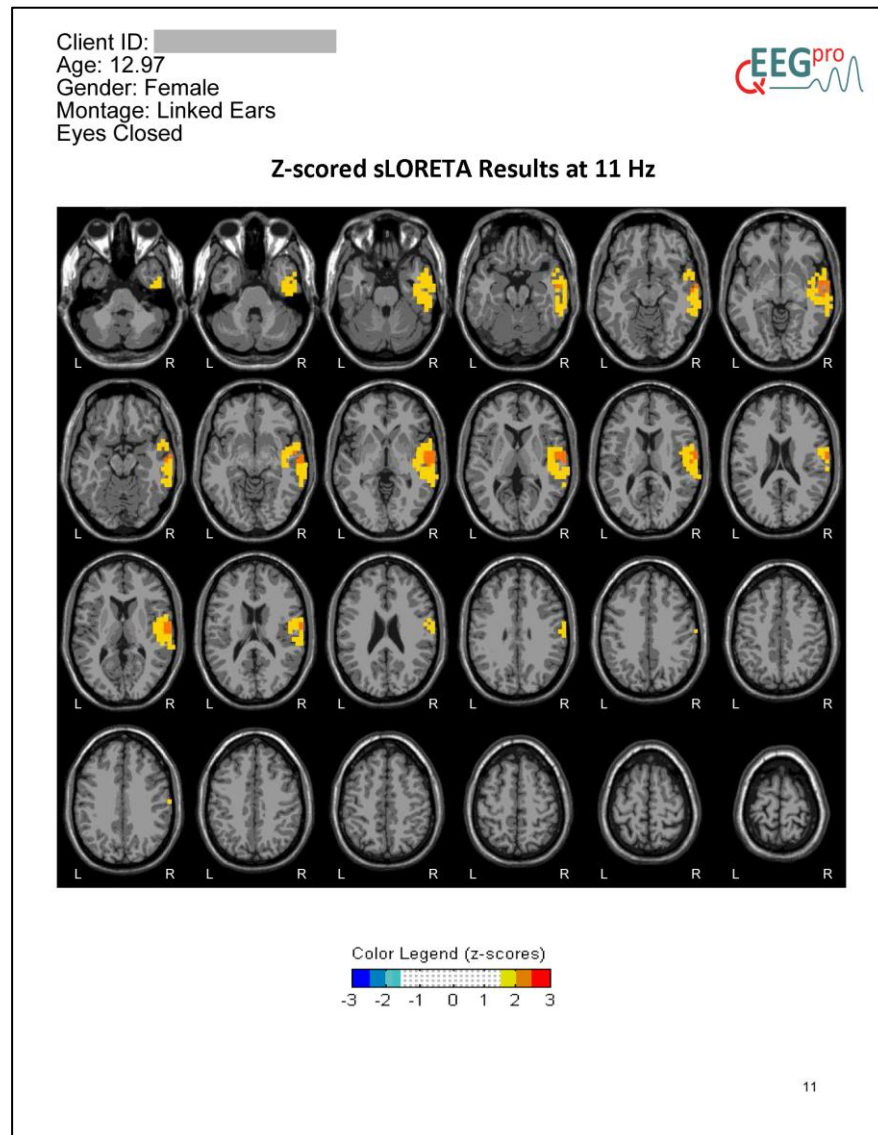 Client ID:
Age: 12.97
Gender: Female
Montage: Linked Ears
Eyes Closed
QEEGpro
Z-scored sLORETA Results at 11 Hz
L R L R L R L R L R L R
L R L R L R L R L R L R
L R L R L R L R L R L R
L R L R L R L R L R L R
Color Legend (z-scores)
-3 -2 -1 0 1 2 3
11